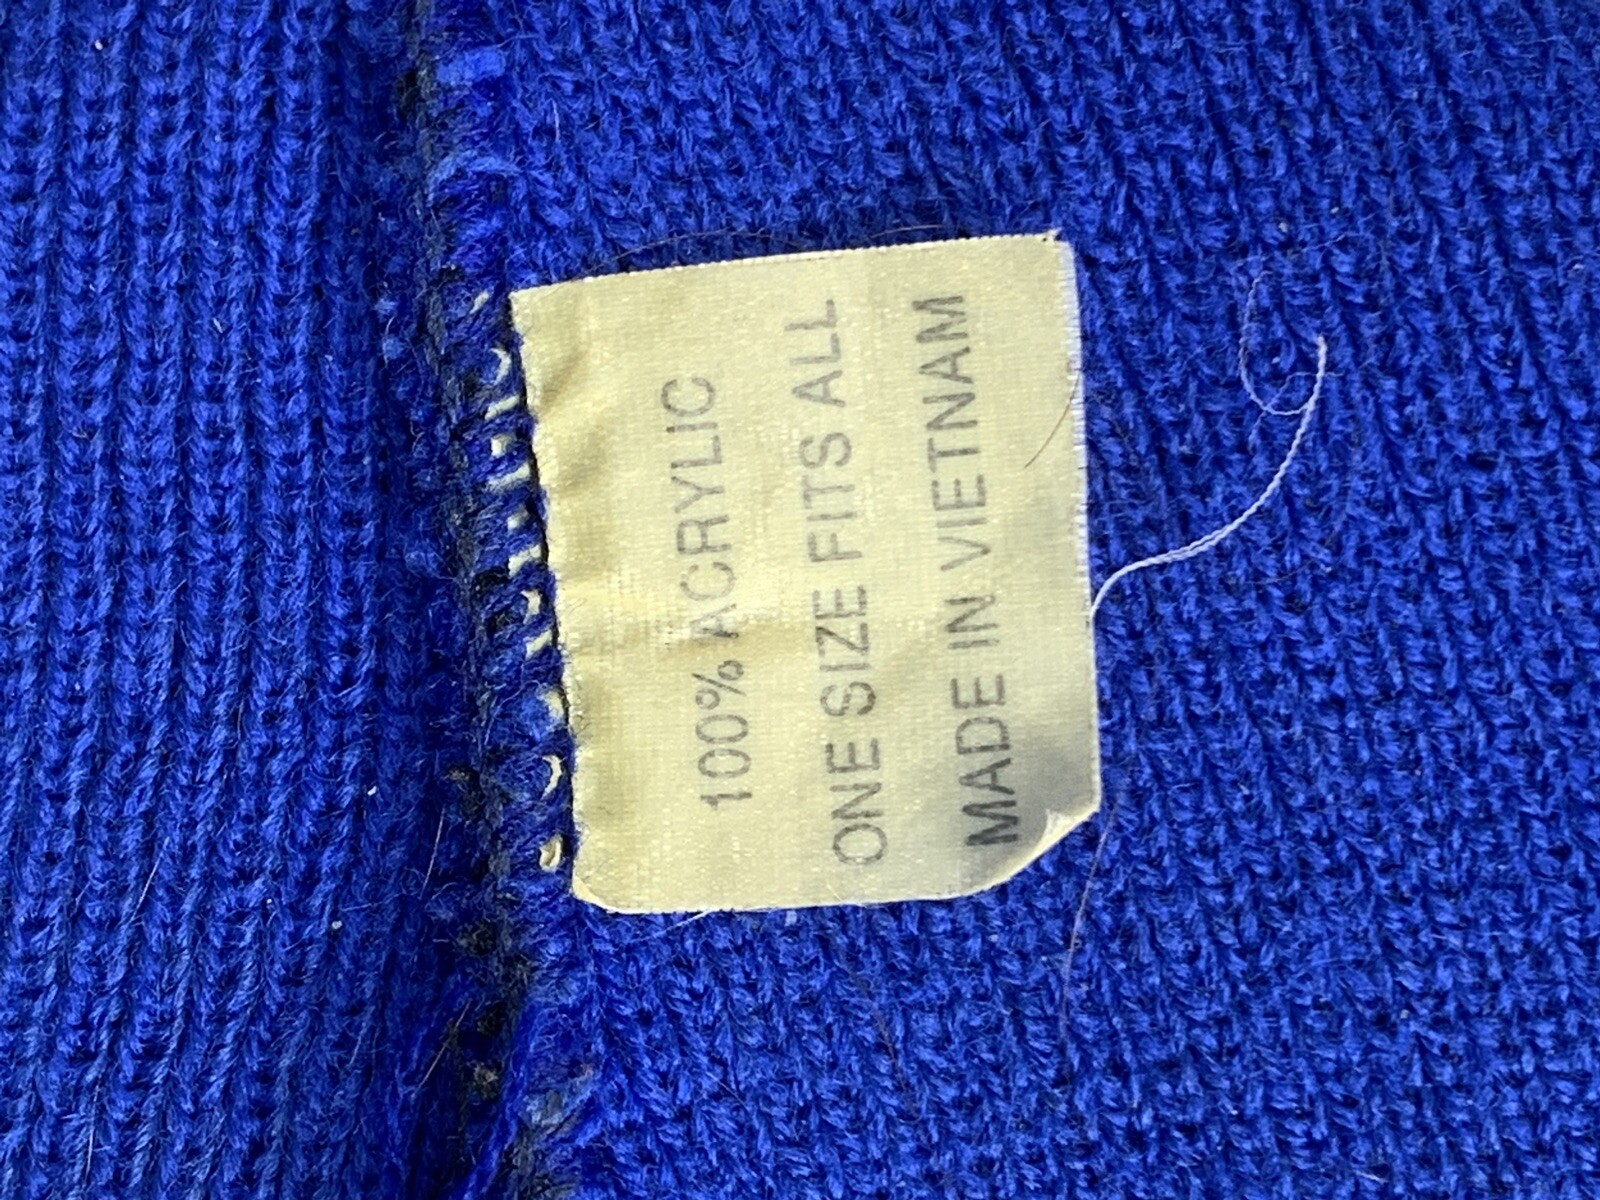 100% ACRYLIC
ONE SIZE FITS ALL
MADE IN VIETNAM